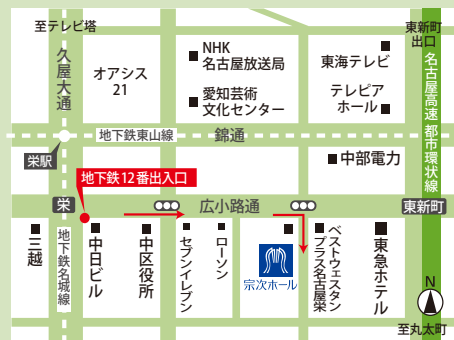 至テレビ塔
久屋大通
オアシス
21
NHK
名古屋放送局
愛知芸術
文化センター
東海テレビ
テレピア
ホール
東新町
出口
名古屋高速都市環状線
地下鉄東山線
錦通
栄駅
中部電力
地下鉄12番出入口
栄
広小路通
東新町
三越
地下鉄名城線
中日ビル
中区役所
セブンイレブン
ローソン
宗次ホール
ベストウェスタン
プラス名古屋栄
東急ホテル
N
至丸太町